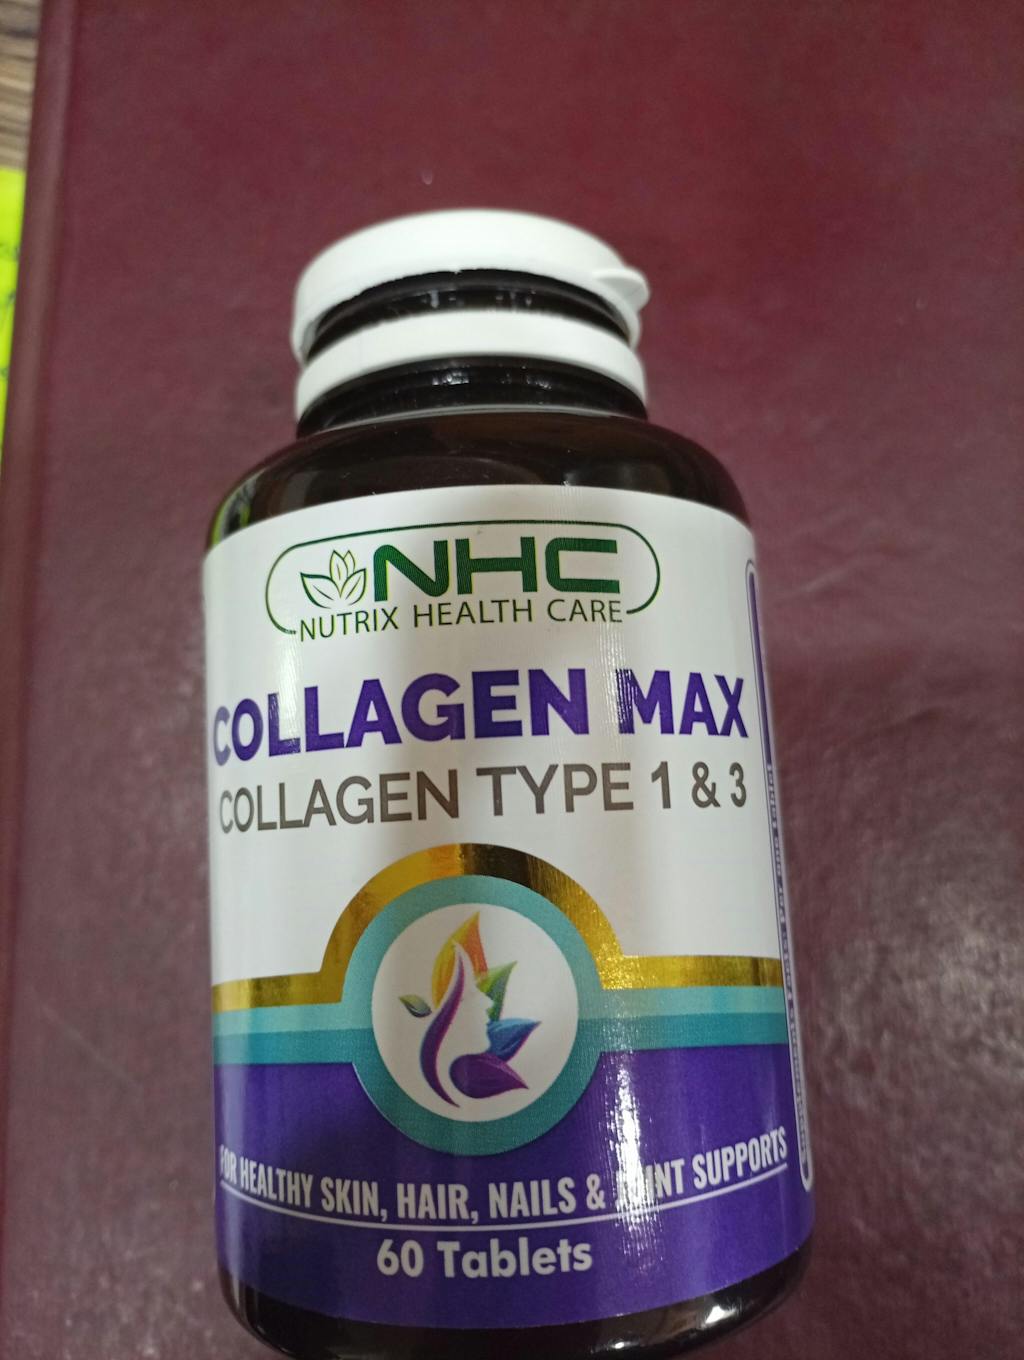 NHC
NUTRIX HEALTH CARE
COLLAGEN MAX
COLLAGEN TYPE 1 & 3
FOR HEALTHY SKIN, HAIR, NAILS & JOINT SUPPORTS
60 Tablets